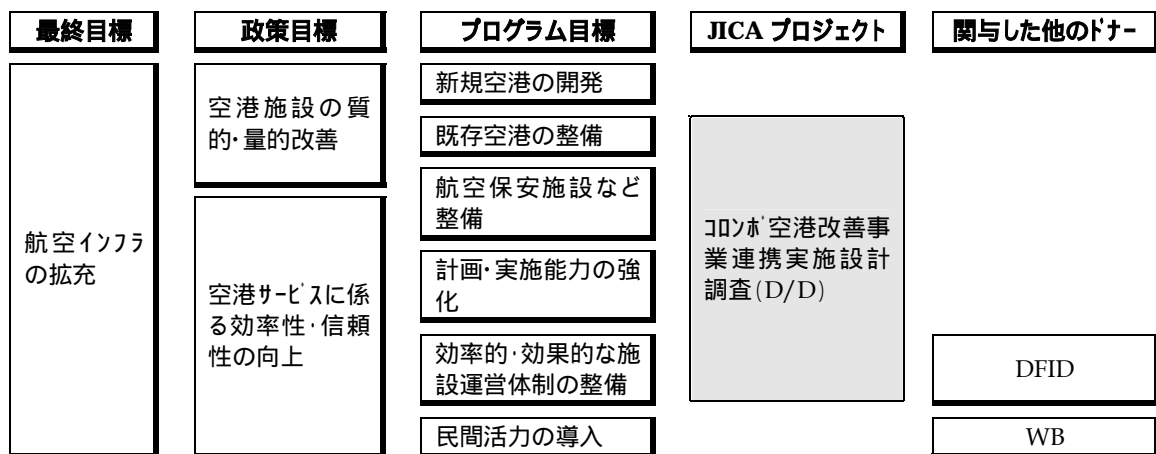 最終目標
政策目標
プログラム目標
JICA プロジェクト
関与した他のﾄﾞﾅｰ
航空ｲﾝﾌﾗ
の拡充
空港施設の質
的・量的改善
空港ｻｰﾋﾞｽに係
る効率性・信頼
性の向上
新規空港の開発
既存空港の整備
航空保安施設など
整備
計画・実施能力の強
化
効率的・効果的な施
設運営体制の整備
民間活力の導入
ｺﾛﾝﾎﾞ空港改善事
業連携実施設計
調査(D/D)
DFID
WB